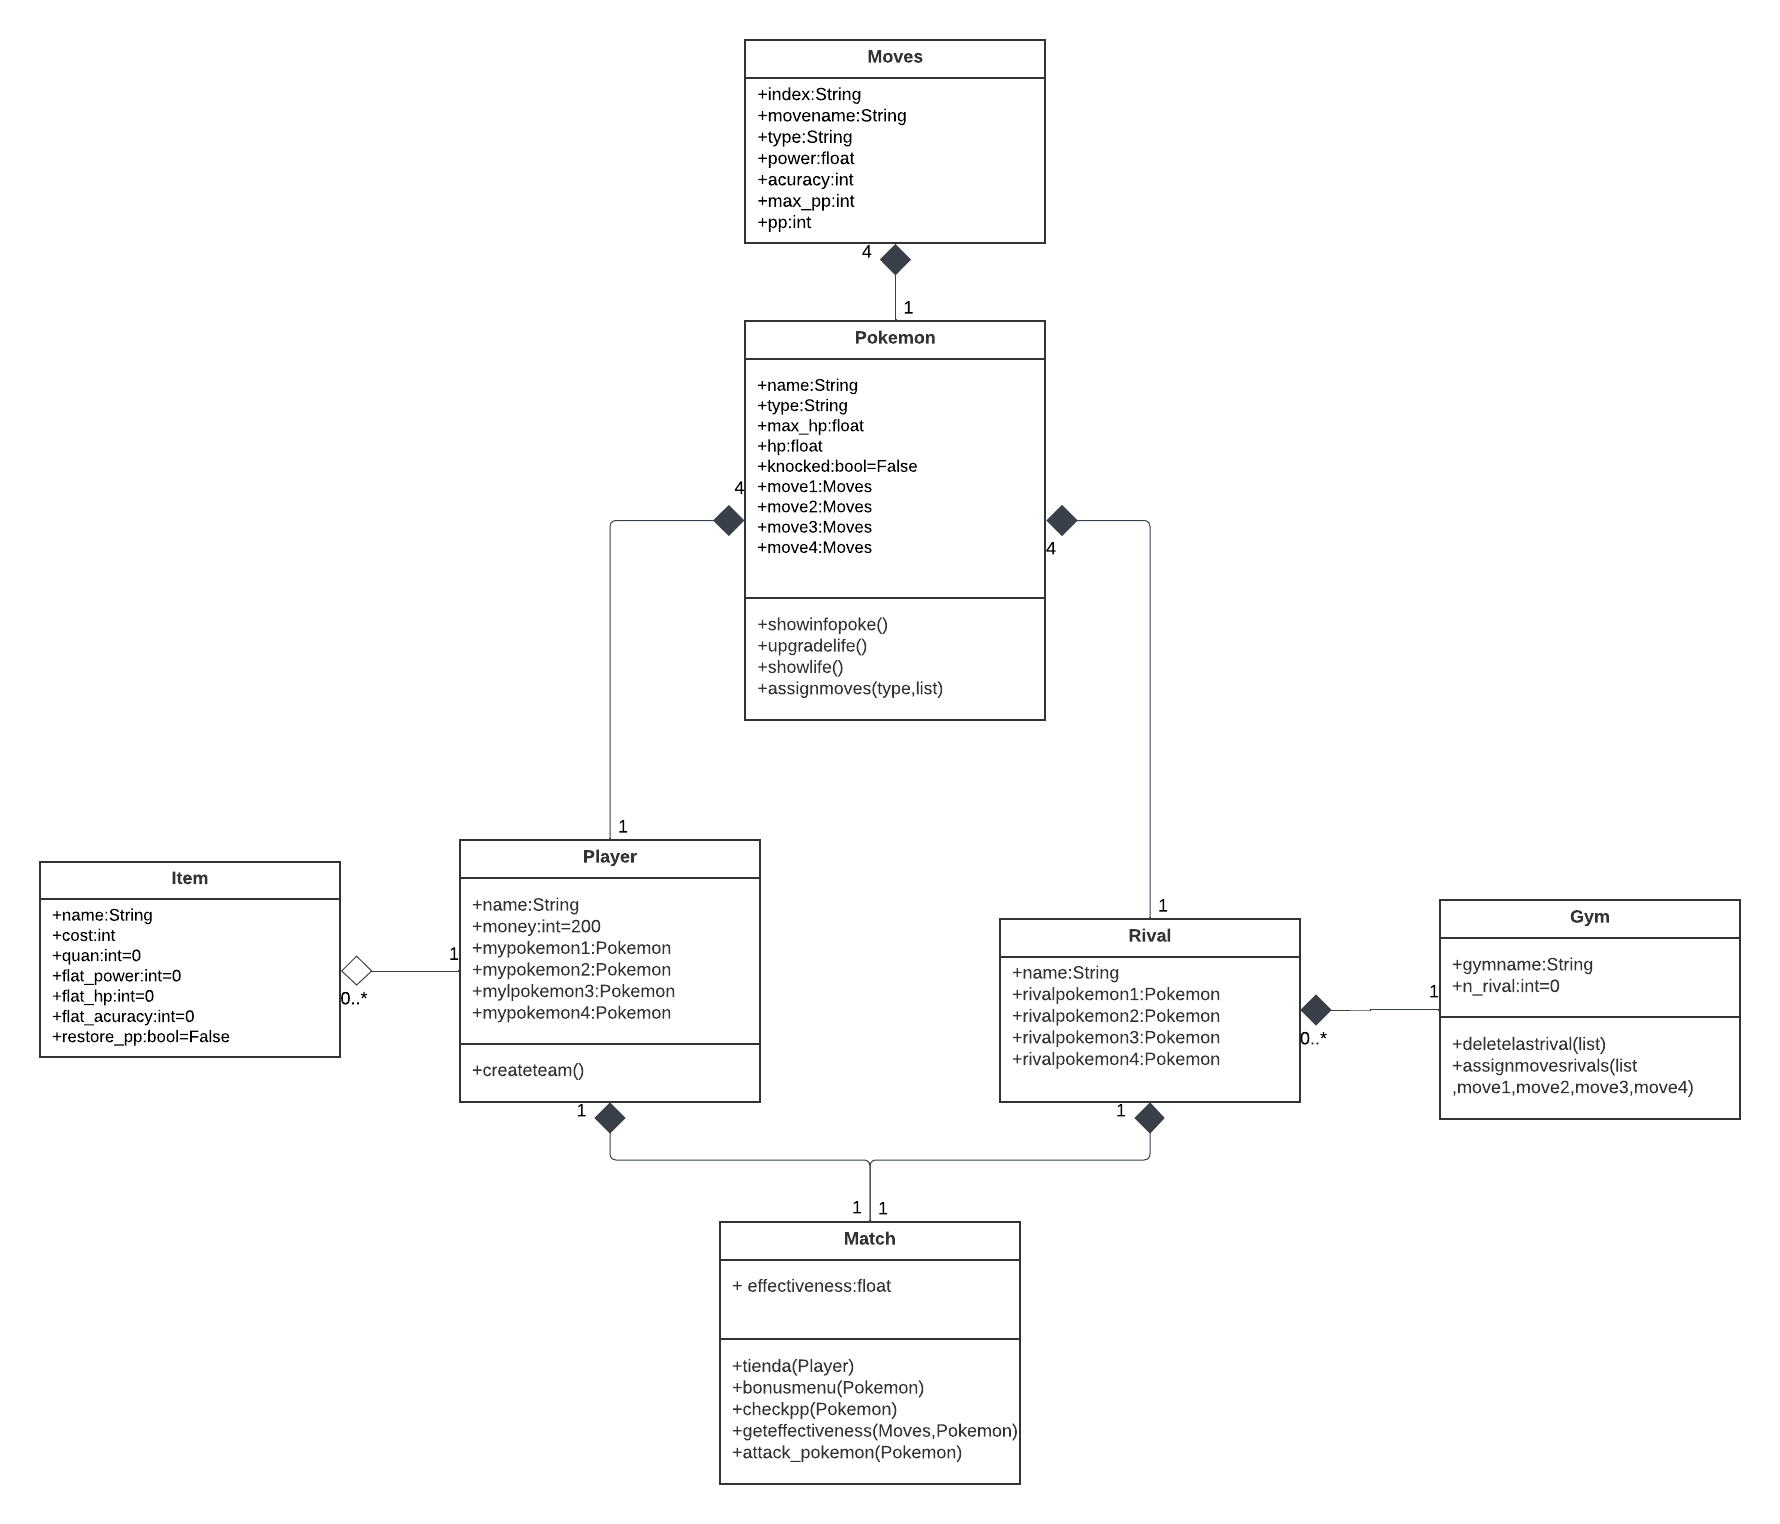 Moves
+index:String
+movename:String
+type:String
+power:float
+acuracy:int
+max_pp:int
+pp:int
4
1
Pokemon
+name:String
+type:String
+max_hp:float
+hp:float
+knocked:bool=False
+move1:Moves
+move2:Moves
+move3:Moves
+move4:Moves
4
4
+showinfopoke()
+upgradelife()
+showlife()
+assignmoves(type,list)
1
Player
+name:String
+money:int=200
+mypokemon1:Pokemon
+mypokemon2:Pokemon
+mylpokemon3:Pokemon
+mypokemon4:Pokemon
+createteam()
Item
+name:String
+cost:int
+quan:int=0
+flat_power:int=0
+flat_hp:int=0
+flat_acuracy:int=0
+restore_pp:bool=False
1
0..*
1
Rival
+name:String
+rivalpokemon1:Pokemon
+rivalpokemon2:Pokemon
+rivalpokemon3:Pokemon
+rivalpokemon4:Pokemon
Gym
+gymname:String
+n_rival:int=0
+deletelastrival(list)
+assignmovesrivals(list
,move1,move2,move3,move4)
1
0..*
1
1
1
1
Match
+ effectiveness:float
+tienda(Player)
+bonusmenu(Pokemon)
+checkpp(Pokemon)
+geteffectiveness(Moves,Pokemon)
+attack_pokemon(Pokemon)